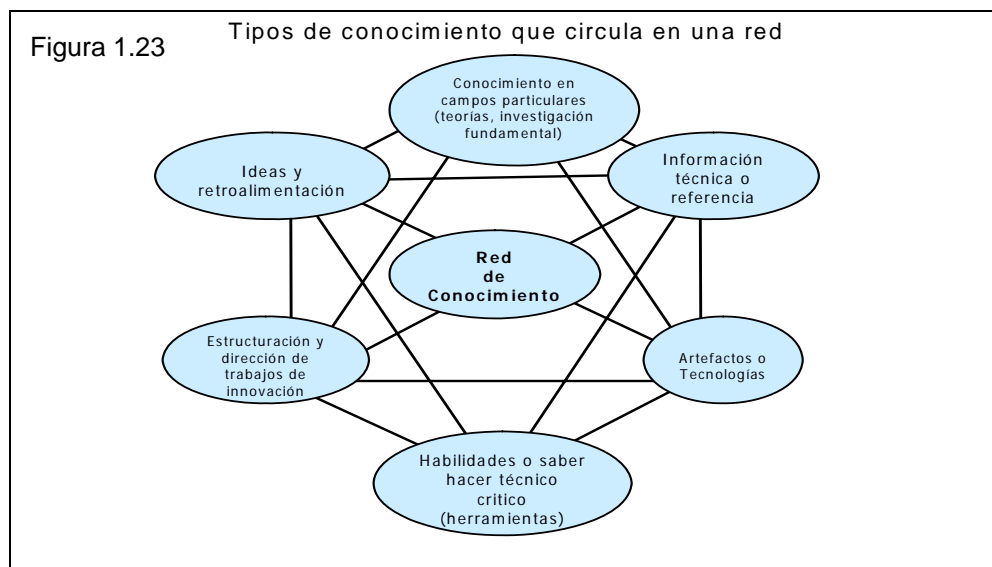 Figura 1.23
Tipos de conocimiento que circula en una red
Conocimiento en
campos particulares
(teorías, investigación
fundamental)
Ideas y
retroalimentación
Información
técnica o
referencia
Red
de
Conocimiento
Estructuración y
dirección de
trabajos de
innovación
Artefactos o
Tecnologías
Habilidades o saber
hacer técnico
critico
(herramientas)